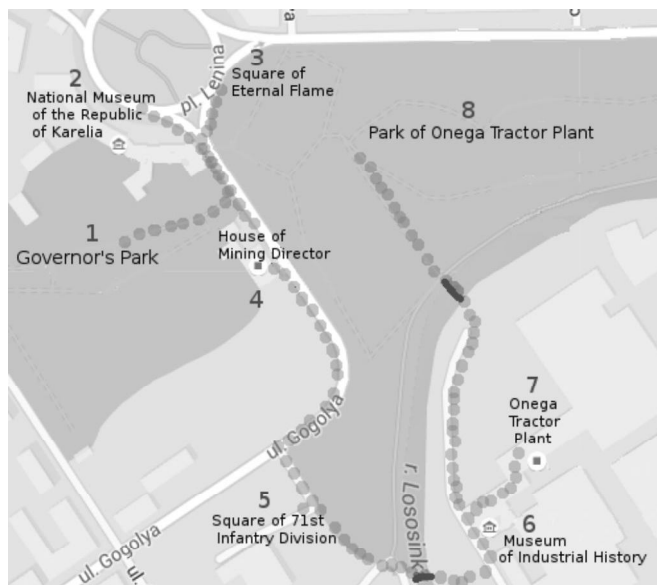 a
o
pl. Lenina
3
Square of
Eternal Flame
2
National Museum
of the Republic
of Karelia
8
Park of Onega Tractor Plant
1
Governor's Park
House of
Mining Director
4
7
Onega
Tractor
Plant
ul. Gogolya
5
Square of 71st
Infantry Division
r. Lososinka
6
Museum
of Industrial History
ul. Gogolya
ul.